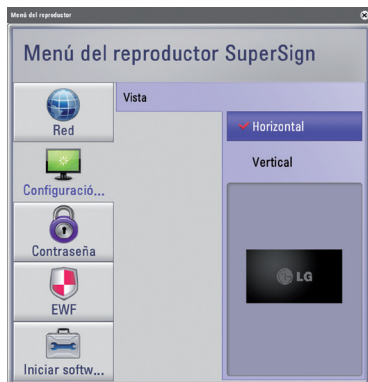 Menú del reproductor
Menú del reproductor SuperSign
Red
Configuració...
Contraseña
EWF
Iniciar softw...
Vista
Horizontal
Vertical
LG